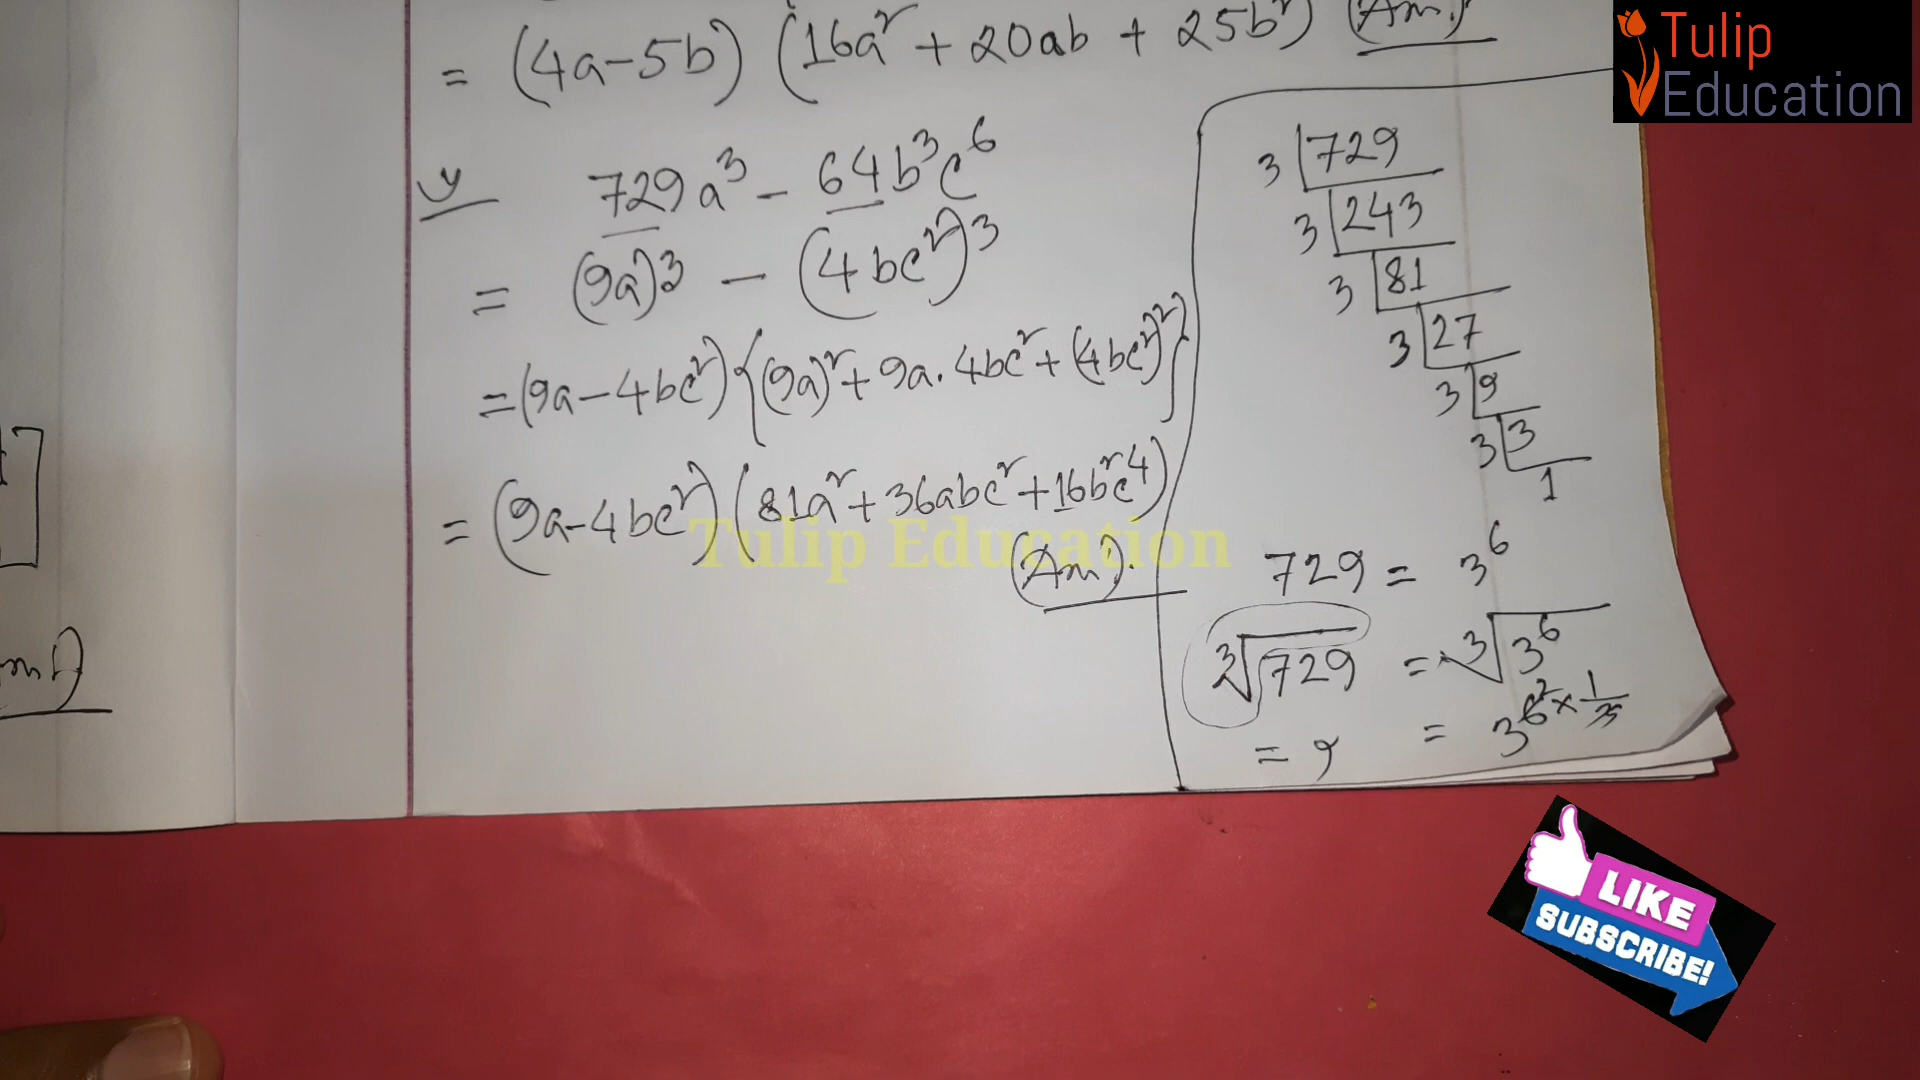 = (4a-5b) (16a² + 20ab + 25b²) (Ans.)
Tulip
Education
v) 729a³ - 64b³c⁶
= (9a)³ - (4bc²)³
= (9a-4bc²) {(9a)² + 9a.4bc² + (4bc²)²}
= (9a-4bc²) (81a² + 36abc² + 16b²c⁴)
(Ans).
Tulip Education
3 | 729
3 | 243
3 | 81
3 | 27
3 | 9
3 | 3
1
729 = 3⁶
∛729 = ∛3⁶
= 9 = 3^(6² × 1/3)
LIKE
SUBSCRIBE!